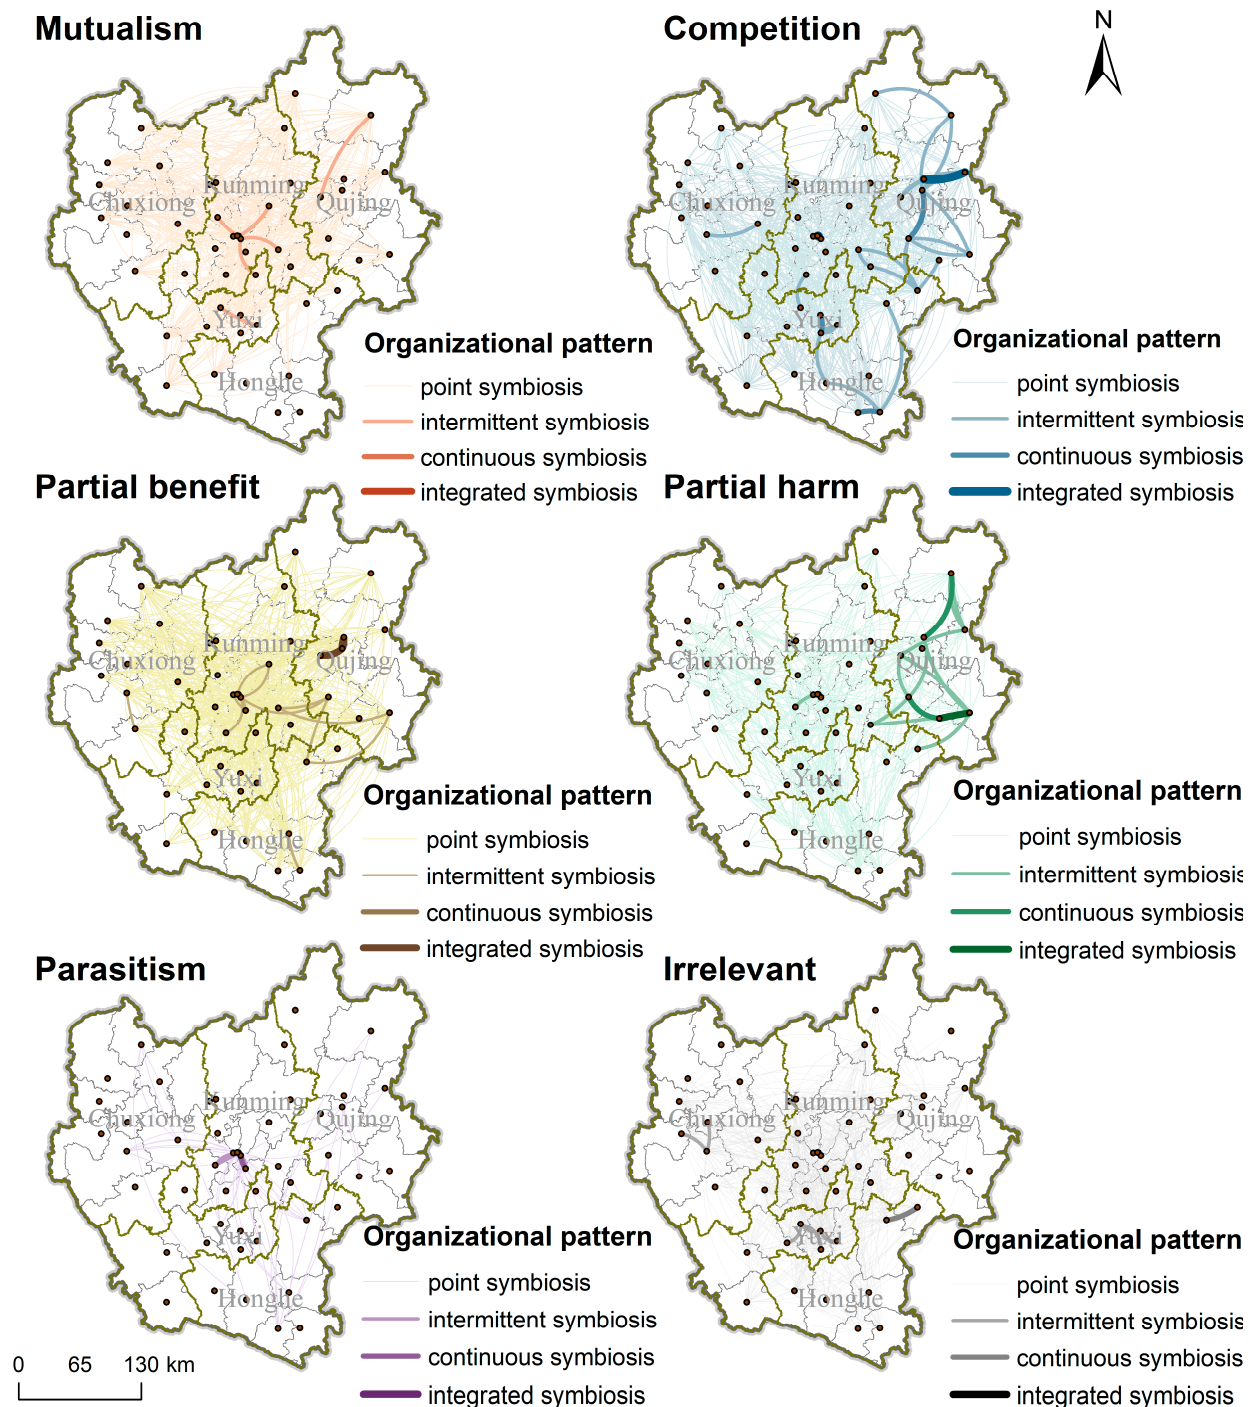 Mutualism
Kunming
Chuxiong
Qujing
Yuxi
Honghe
Organizational pattern
point symbiosis
intermittent symbiosis
continuous symbiosis
integrated symbiosis
Competition
N
Kunming
Chuxiong
Qujing
Yuxi
Honghe
Organizational pattern
point symbiosis
intermittent symbiosis
continuous symbiosis
integrated symbiosis
Partial benefit
Kunming
Chuxiong
Qujing
Yuxi
Honghe
Organizational pattern
point symbiosis
intermittent symbiosis
continuous symbiosis
integrated symbiosis
Partial harm
Kunming
Chuxiong
Qujing
Yuxi
Honghe
Organizational pattern
point symbiosis
intermittent symbiosis
continuous symbiosis
integrated symbiosis
Parasitism
Kunming
Chuxiong
Qujing
Yuxi
Honghe
Organizational pattern
point symbiosis
intermittent symbiosis
continuous symbiosis
integrated symbiosis
0 65 130 km
Irrelevant
Kunming
Chuxiong
Qujing
Yuxi
Honghe
Organizational pattern
point symbiosis
intermittent symbiosis
continuous symbiosis
integrated symbiosis